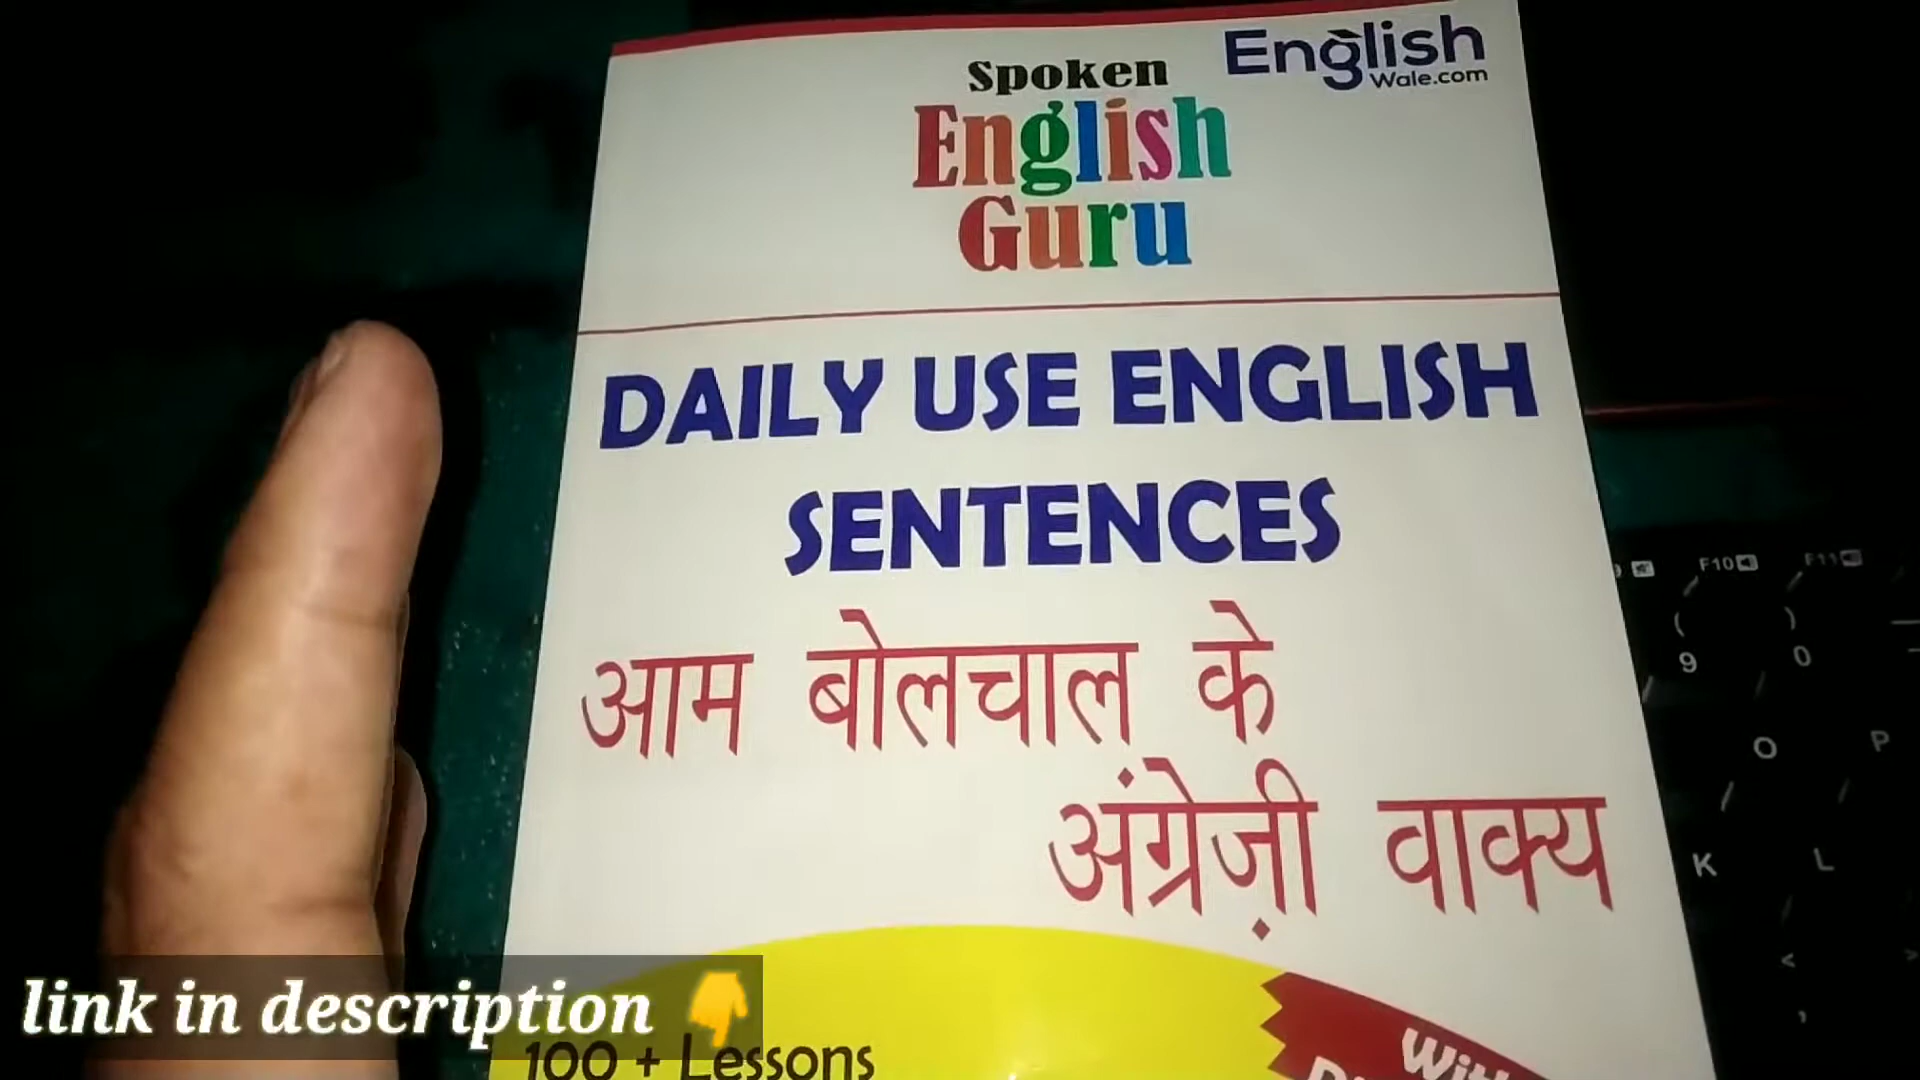 Spoken
English
Wale.com
English
Guru
DAILY USE ENGLISH
SENTENCES
आम बोलचाल के
अंग्रेज़ी वाक्य
100 + Lessons
link in description 👇
F10
F11
9
0
O
P
K
L
<
>
,